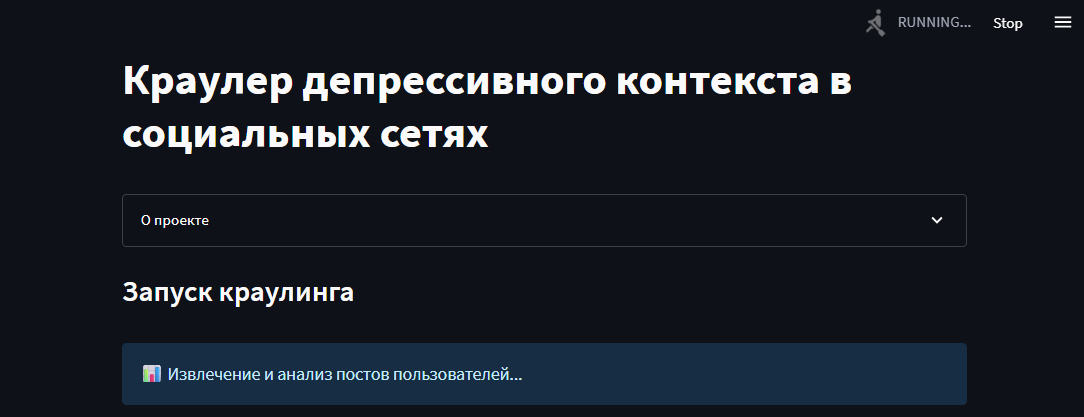 RUNNING... Stop
Краулер депрессивного контекста в
социальных сетях
О проекте
Запуск краулинга
Извлечение и анализ постов пользователей...